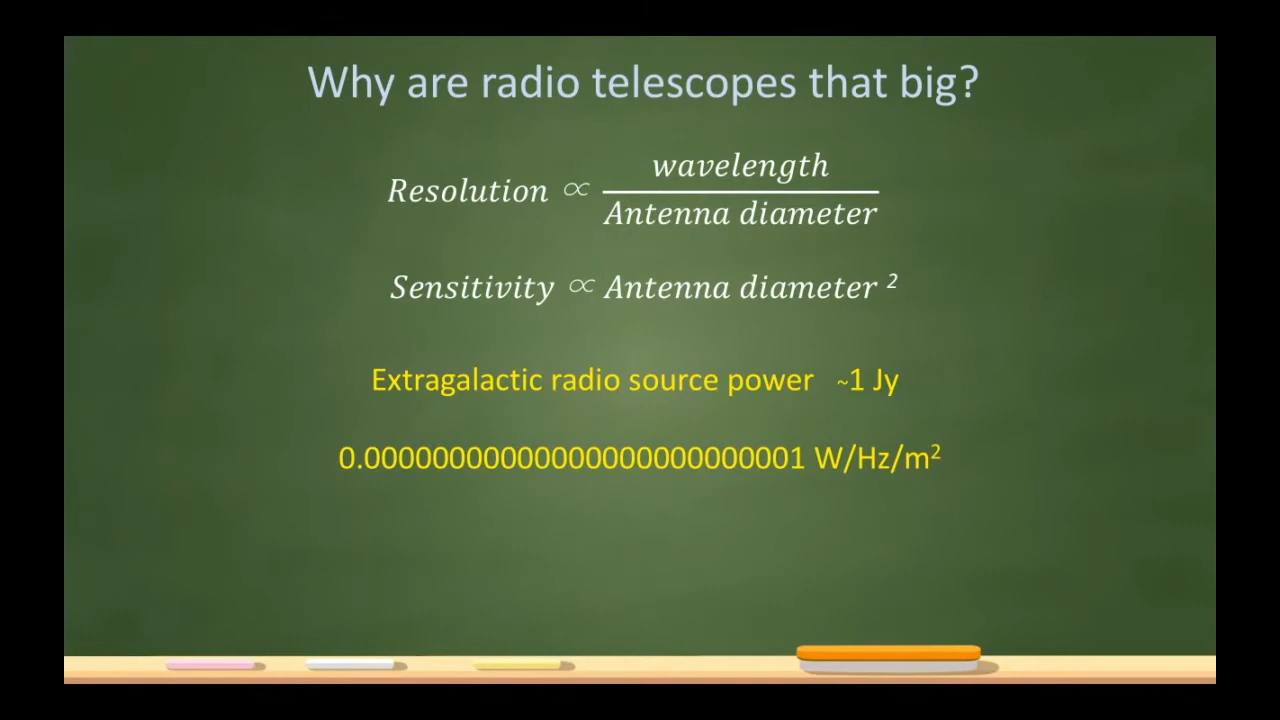 Why are radio telescopes that big?
Resolution ∝ wavelength / Antenna diameter
Sensitivity ∝ Antenna diameter ²
Extragalactic radio source power ~1 Jy
0.00000000000000000000000001 W/Hz/m²